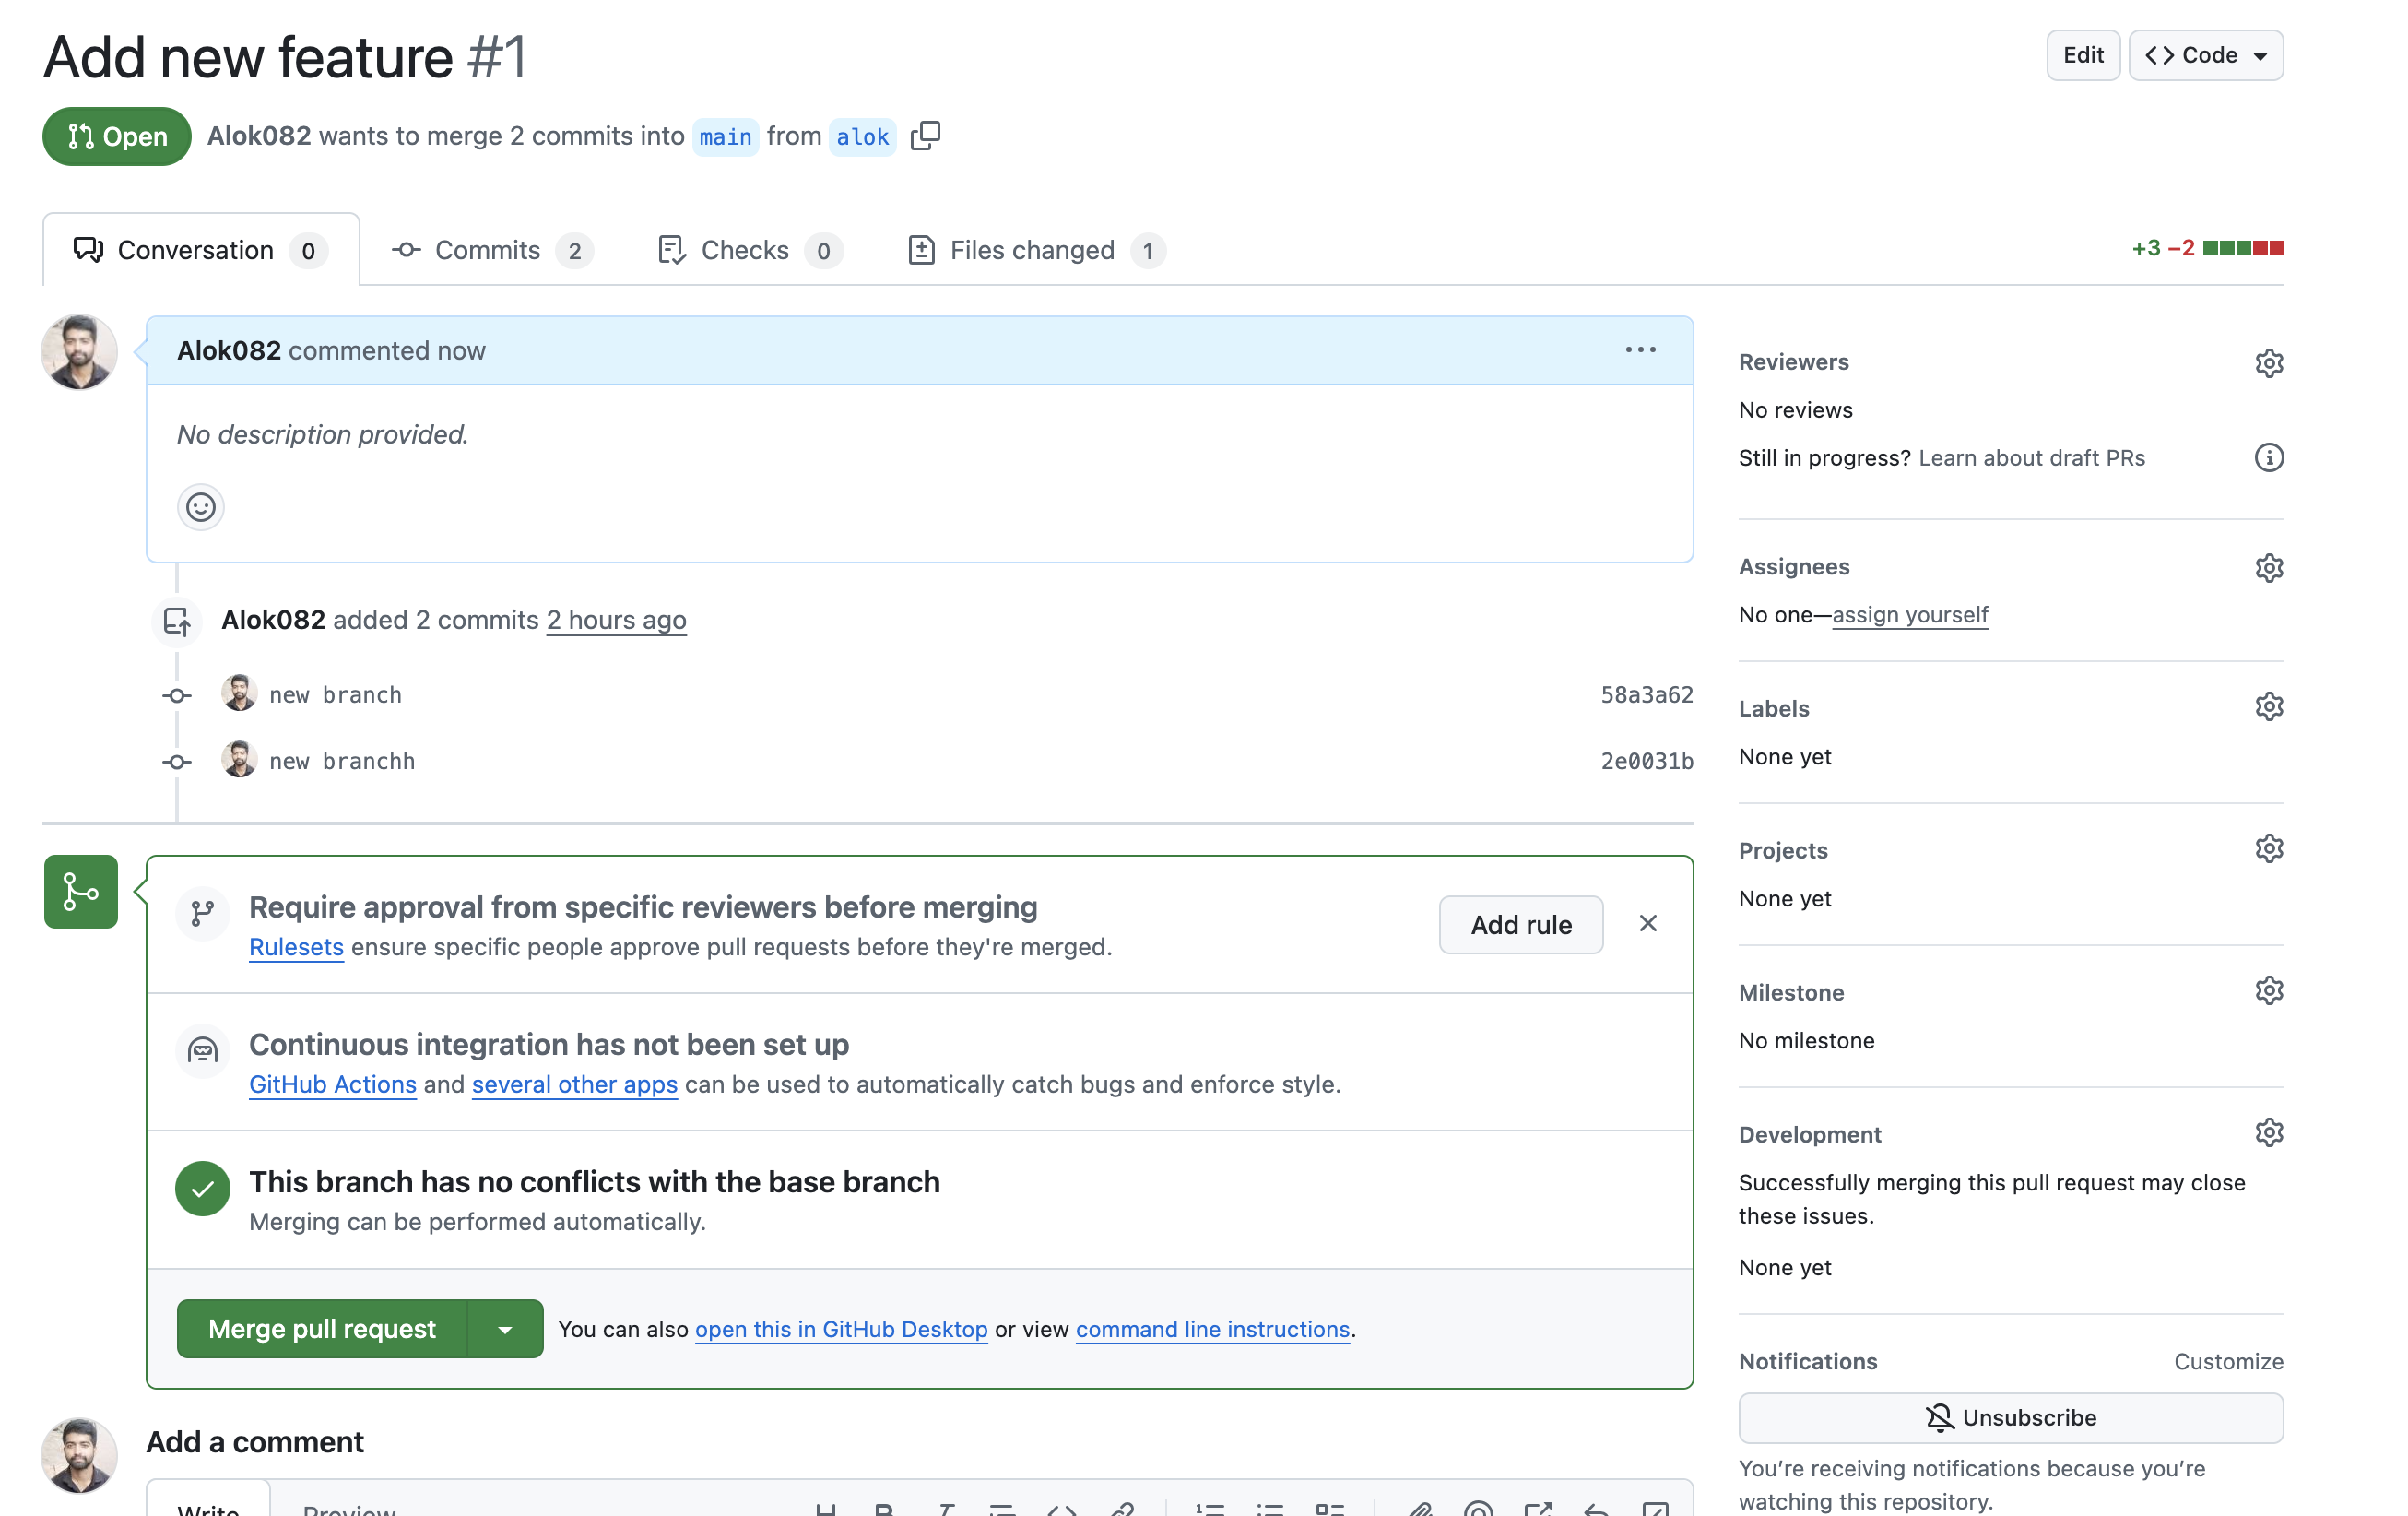 Add new feature #1
Edit
Code
Open
Alok082 wants to merge 2 commits into main from alok
Conversation 0
Commits 2
Checks 0
Files changed 1
+3 −2
Alok082 commented now
No description provided.
Alok082 added 2 commits 2 hours ago
new branch 58a3a62
new branchh 2e0031b
Require approval from specific reviewers before merging
Rulesets ensure specific people approve pull requests before they're merged.
Add rule
Continuous integration has not been set up
GitHub Actions and several other apps can be used to automatically catch bugs and enforce style.
This branch has no conflicts with the base branch
Merging can be performed automatically.
Merge pull request
You can also open this in GitHub Desktop or view command line instructions.
Add a comment
Write
Preview
Reviewers
No reviews
Still in progress? Learn about draft PRs
Assignees
No one—assign yourself
Labels
None yet
Projects
None yet
Milestone
No milestone
Development
Successfully merging this pull request may close
these issues.
None yet
Notifications
Customize
Unsubscribe
You’re receiving notifications because you’re
watching this repository.